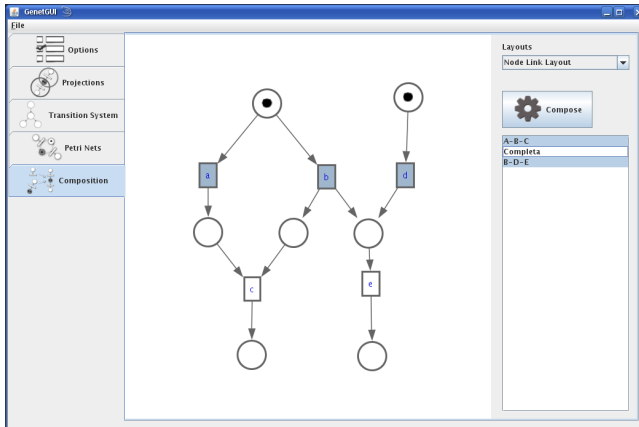 GenetGUI
File
Options
Projections
Transition System
Petri Nets
Composition
a
b
d
c
e
Layouts
Node Link Layout
Compose
A-B-C
Completa
B-D-E